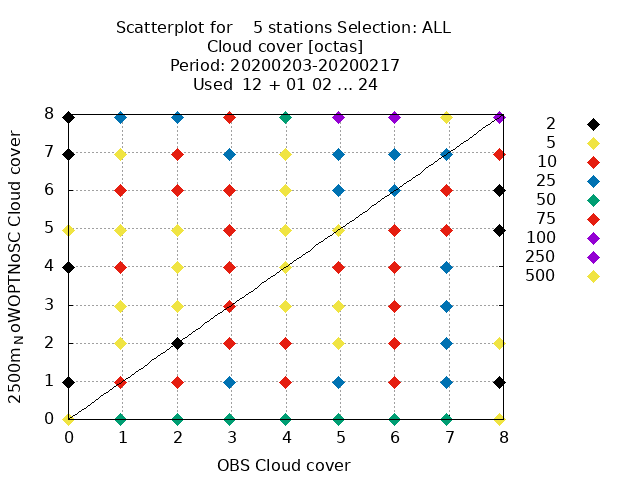 Scatterplot for    5 stations Selection: ALL
Cloud cover [octas]
Period: 20200203-20200217
Used 12 + 01 02 ... 24
2500m_NoWOPTNoSC Cloud cover
8
7
6
5
4
3
2
1
0
0 1 2 3 4 5 6 7 8
OBS Cloud cover
2
5
10
25
50
75
100
250
500